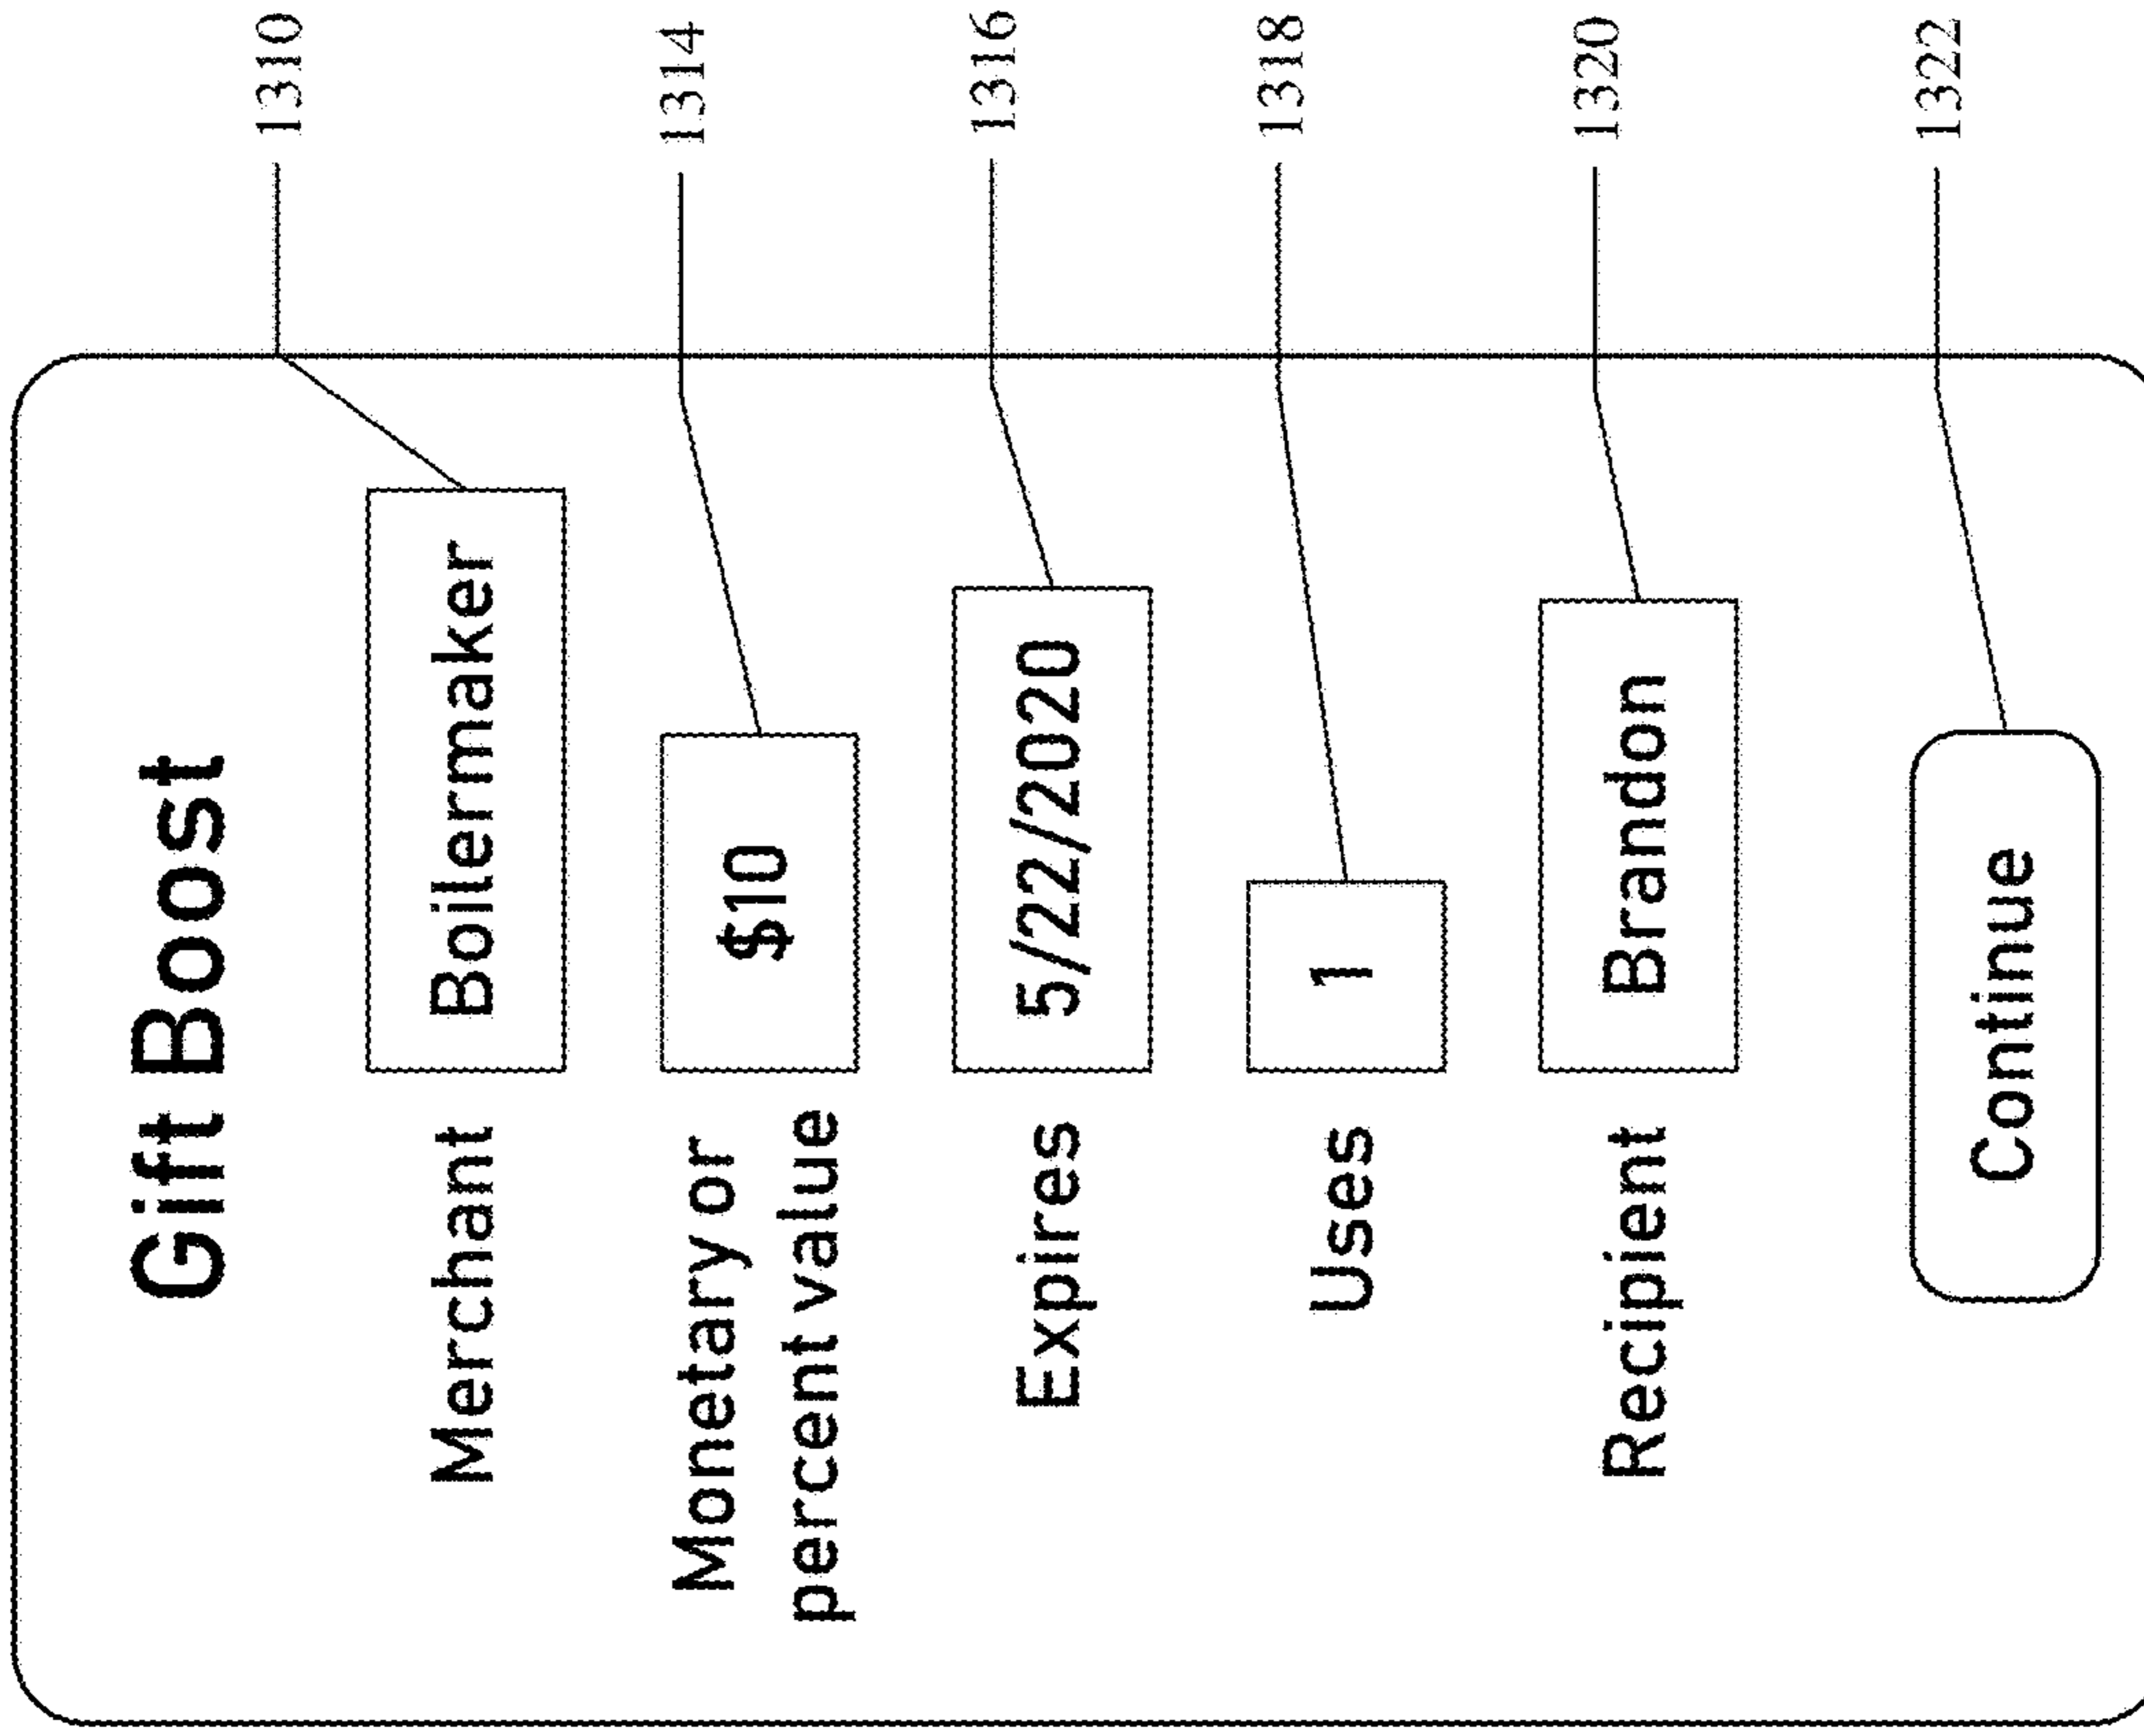 Gift Boost
Merchant Boilermaker 1310
Monetary or
percent value $10 1314
Expires 5/22/2020 1316
Uses 1 1318
Recipient Brandon 1320
Continue 1322